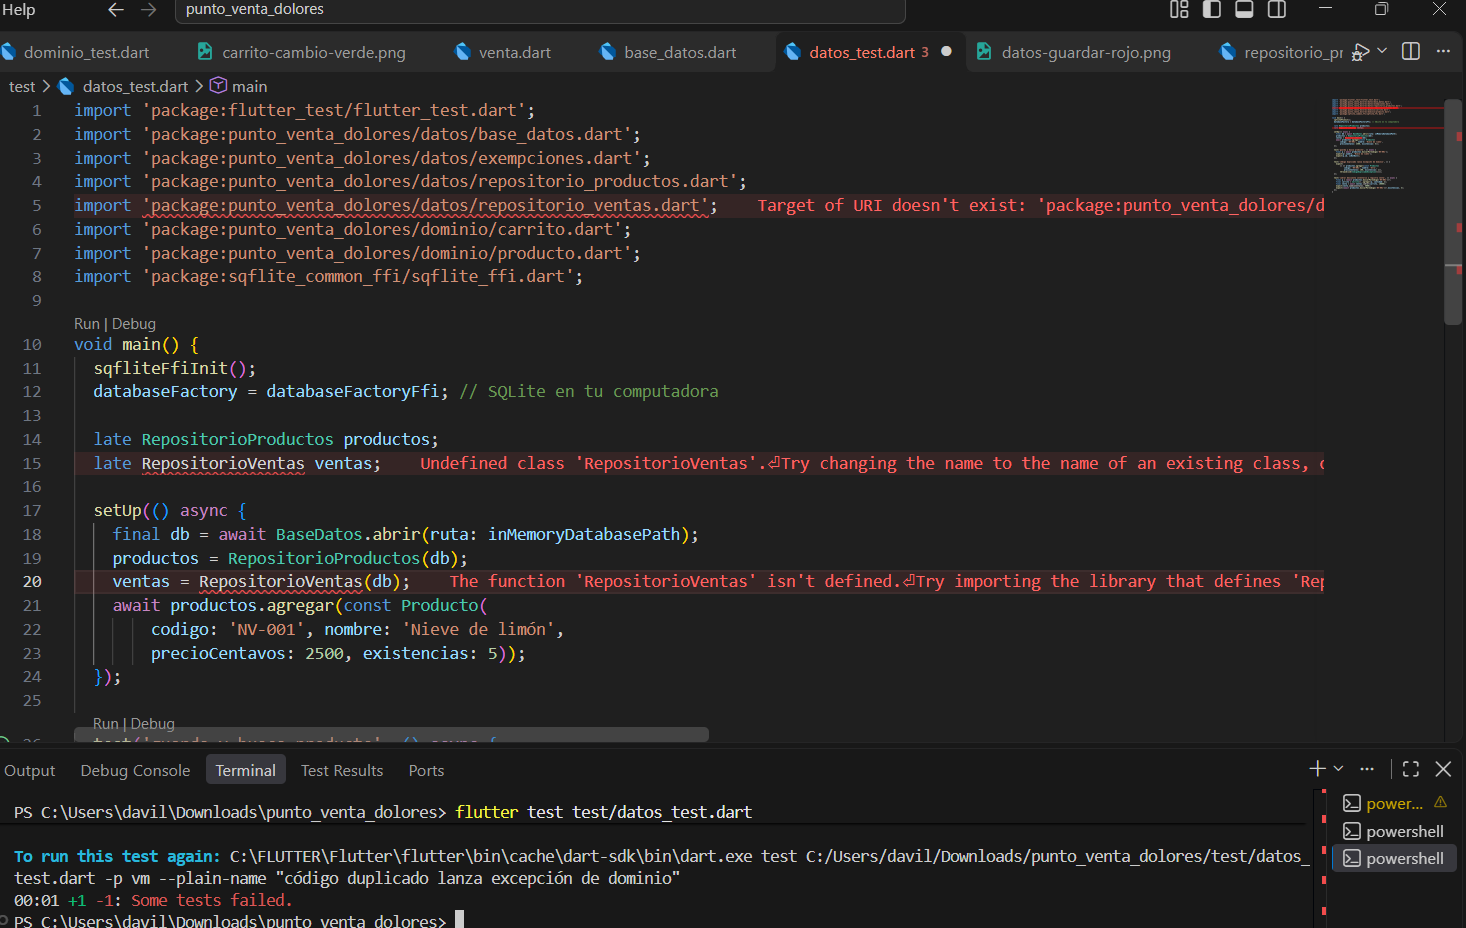 Help
punto_venta_dolores
dominio_test.dart
carrito-cambio-verde.png
venta.dart
base_datos.dart
datos_test.dart 3
datos-guardar-rojo.png
repositorio_pr
test > datos_test.dart > main
1 import 'package:flutter_test/flutter_test.dart';
2 import 'package:punto_venta_dolores/datos/base_datos.dart';
3 import 'package:punto_venta_dolores/datos/exempciones.dart';
4 import 'package:punto_venta_dolores/datos/repositorio_productos.dart';
5 import 'package:punto_venta_dolores/datos/repositorio_ventas.dart'; Target of URI doesn't exist: 'package:punto_venta_dolores/d
6 import 'package:punto_venta_dolores/dominio/carrito.dart';
7 import 'package:punto_venta_dolores/dominio/producto.dart';
8 import 'package:sqflite_common_ffi/sqflite_ffi.dart';
9
Run | Debug
10 void main() {
11 sqfliteFfiInit();
12 databaseFactory = databaseFactoryFfi; // SQLite en tu computadora
13
14 late RepositorioProductos productos;
15 late RepositorioVentas ventas; Undefined class 'RepositorioVentas'.⏎Try changing the name to the name of an existing class,
16
17 setUp(() async {
18 final db = await BaseDatos.abrir(ruta: inMemoryDatabasePath);
19 productos = RepositorioProductos(db);
20 ventas = RepositorioVentas(db); The function 'RepositorioVentas' isn't defined.⏎Try importing the library that defines 'Rep
21 await productos.agregar(const Producto(
22 codigo: 'NV-001', nombre: 'Nieve de limón',
23 precioCentavos: 2500, existencias: 5));
24 });
25
Run | Debug
Output
Debug Console
Terminal
Test Results
Ports
PS C:\Users\davil\Downloads\punto_venta_dolores> flutter test test/datos_test.dart
To run this test again: C:\FLUTTER\Flutter\flutter\bin\cache\dart-sdk\bin\dart.exe test C:/Users/davil/Downloads/punto_venta_dolores/test/datos_
test.dart -p vm --plain-name "código duplicado lanza excepción de dominio"
00:01 +1 -1: Some tests failed.
PS C:\Users\davil\Downloads\punto_venta_dolores>
power...
powershell
powershell